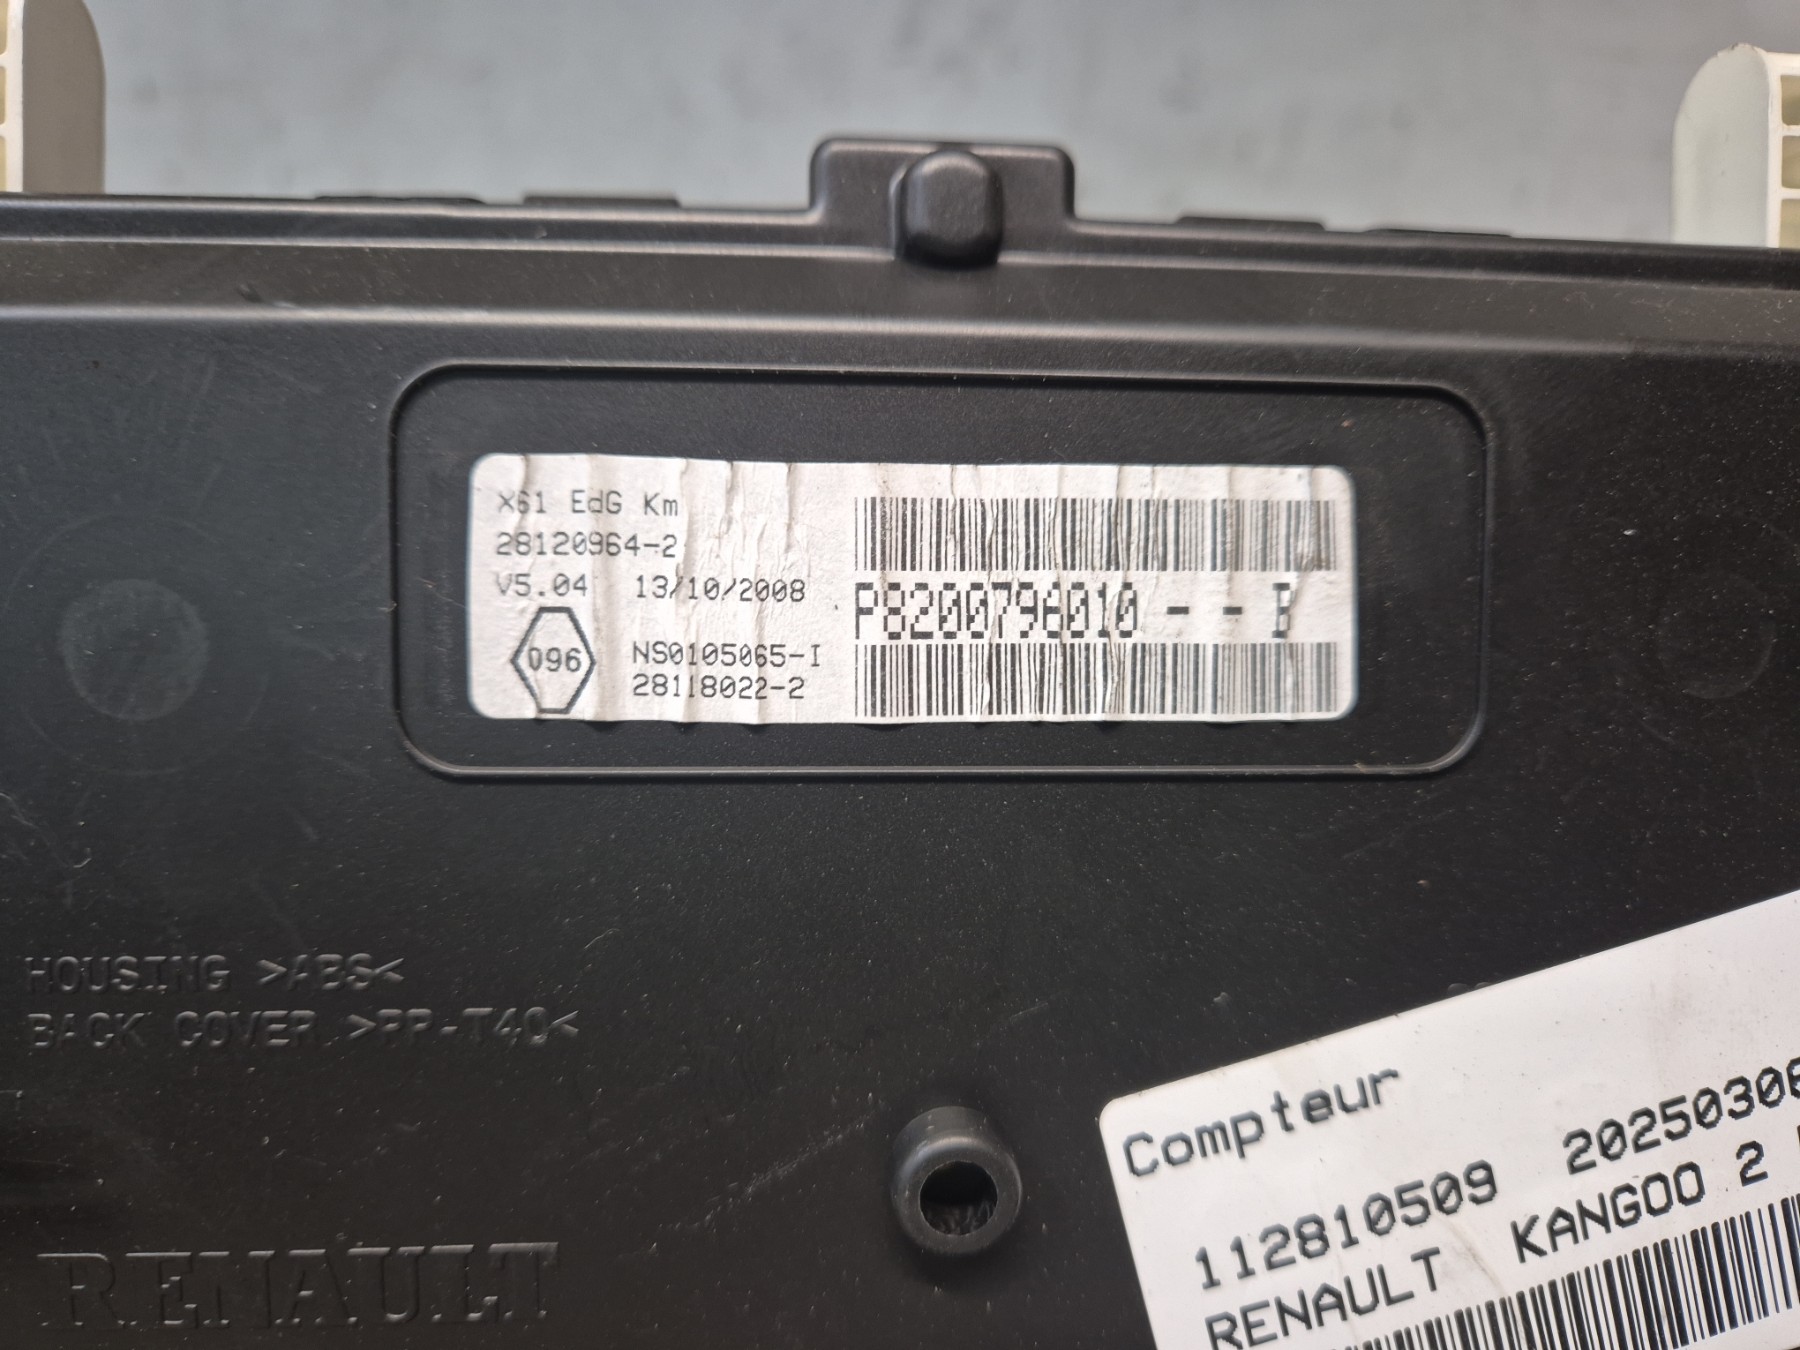 X61 EdG Km
28120964-2
V5.04 13/10/2008
096
NS0105065-I
28118022-2
P8200796010 - - B
HOUSING >ABS<
BACK COVER >PP-T40<
RENAULT
Compteur
112810509 20250306
RENAULT KANGOO 2